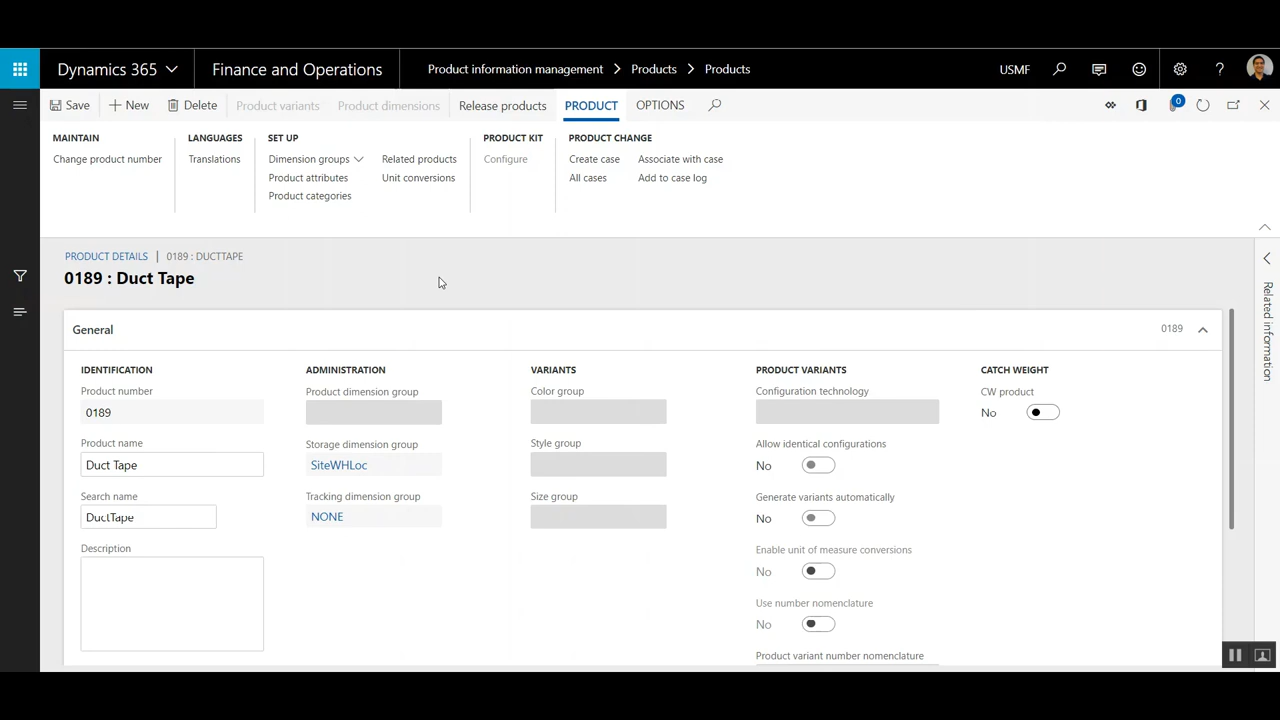 Dynamics 365 Finance and Operations Product information management > Products > Products USMF ?
Save + New Delete Product variants Product dimensions Release products PRODUCT OPTIONS 0
MAINTAIN LANGUAGES SET UP PRODUCT KIT PRODUCT CHANGE
Change product number Translations Dimension groups Related products Configure Create case Associate with case
Product attributes Unit conversions All cases Add to case log
Product categories
PRODUCT DETAILS | 0189 : DUCTTAPE
0189 : Duct Tape
Related information
General 0189
IDENTIFICATION ADMINISTRATION VARIANTS PRODUCT VARIANTS CATCH WEIGHT
Product number Product dimension group Color group Configuration technology CW product
0189 No
Product name Storage dimension group Style group Allow identical configurations
Duct Tape SiteWHLoc No
Search name Tracking dimension group Size group Generate variants automatically
DuctTape NONE No
Description Enable unit of measure conversions
No
Use number nomenclature
No
Product variant number nomenclature